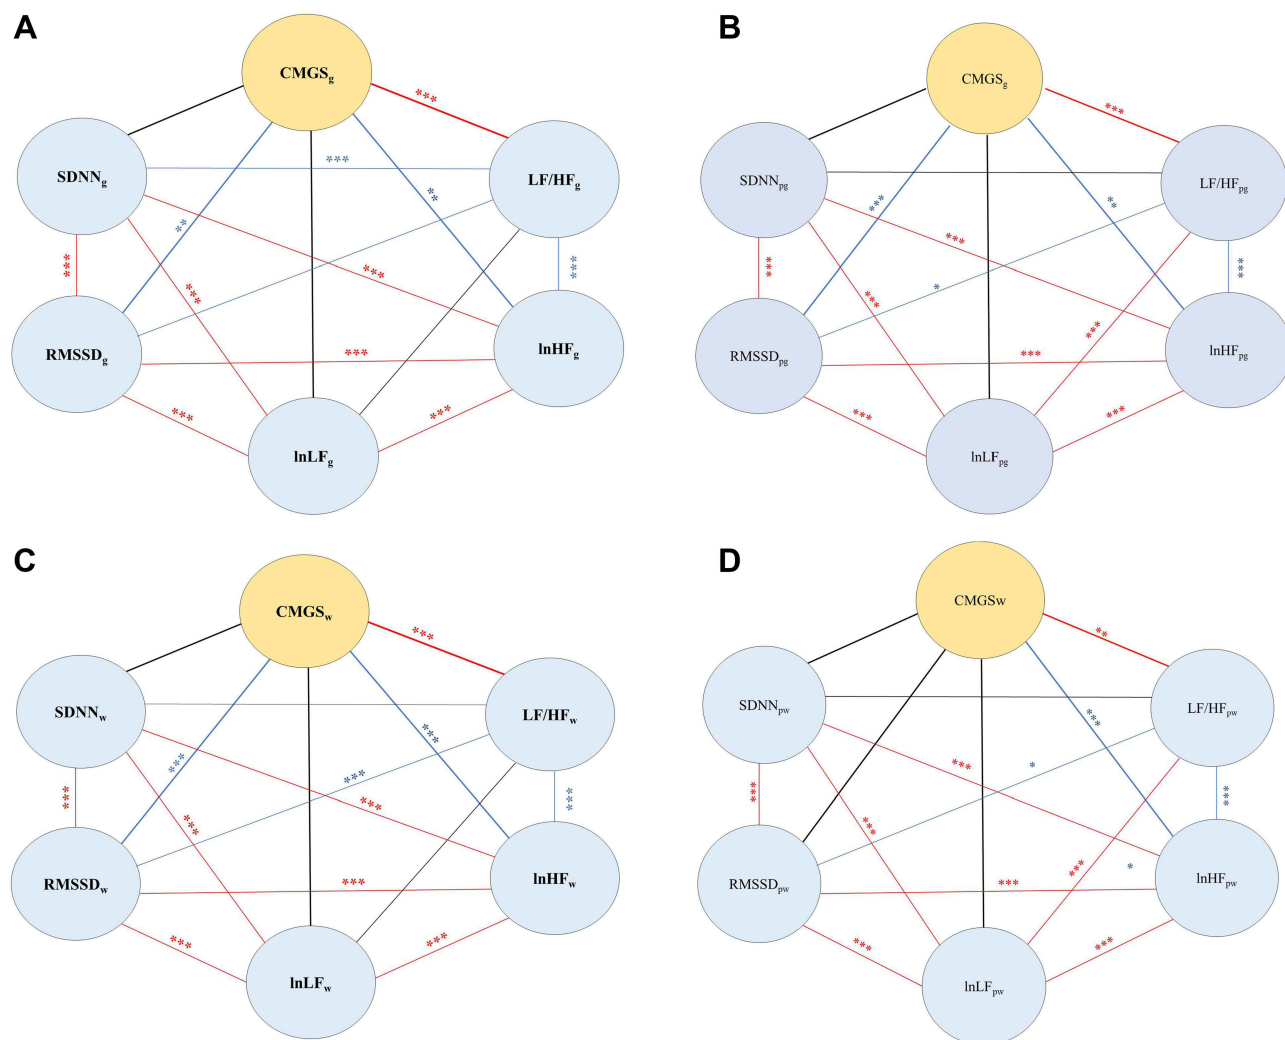 A
CMGSg
***
SDNNg
***
LF/HFg
**
**
***
***
***
***
RMSSDg
***
lnHFg
***
***
lnLFg
B
CMGSg
***
SDNNpg
***
**
LF/HFpg
***
***
***
*
***
***
RMSSDpg
***
lnHFpg
***
***
lnLFpg
C
CMGSw
***
SDNNw
***
LF/HFw
***
***
***
***
***
***
RMSSDw
***
lnHFw
***
***
lnLFw
D
CMGSw
**
SDNNpw
***
LF/HFpw
***
*
***
***
***
***
*
RMSSDpw
***
lnHFpw
***
***
lnLFpw